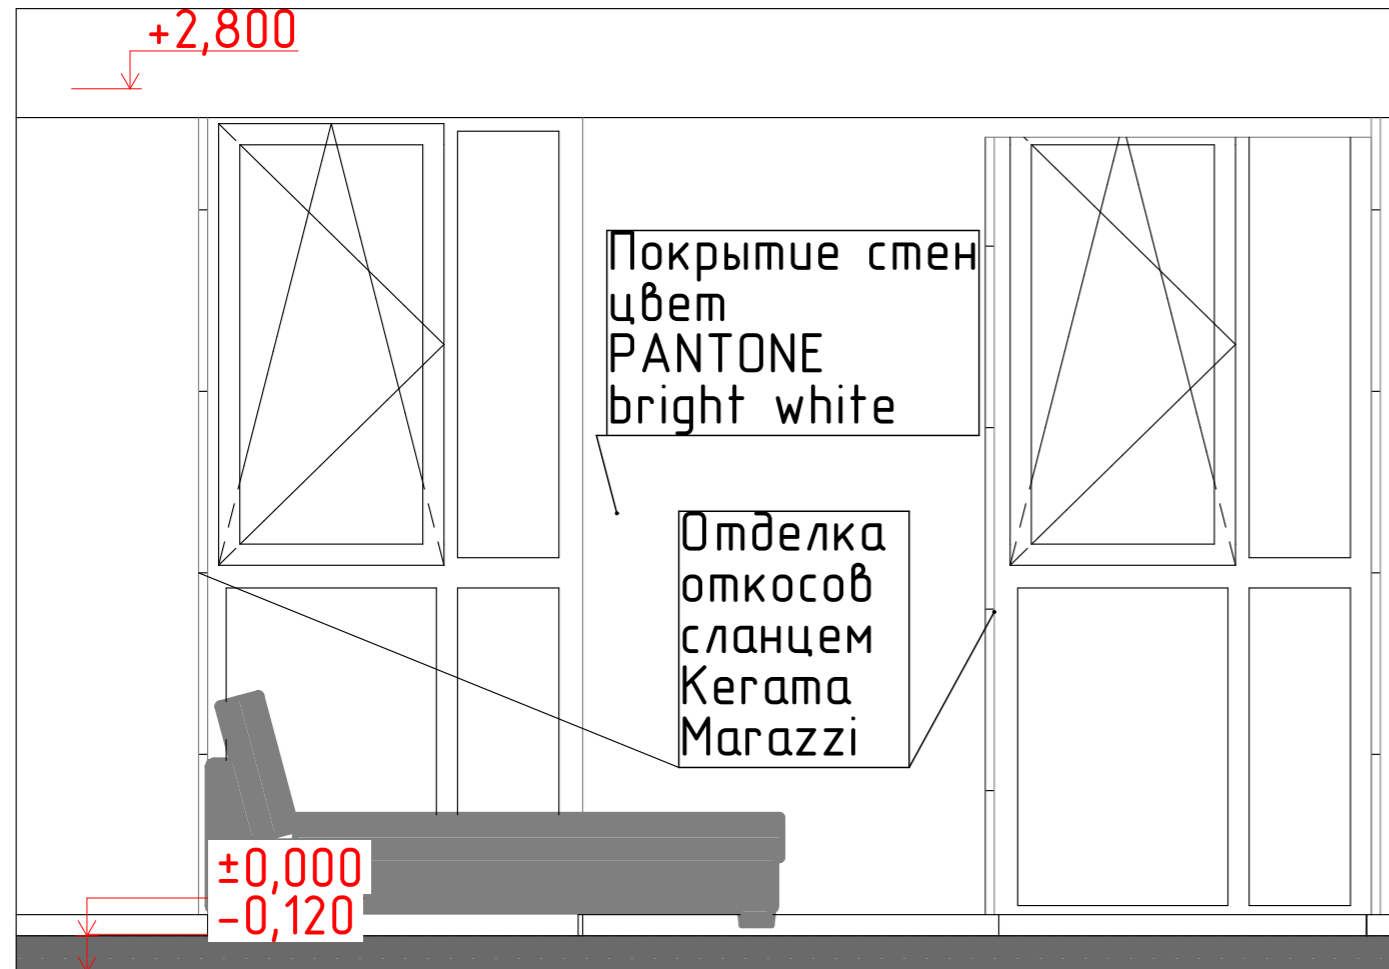 +2,800
Покрытие стен
цвет
PANTONE
bright white
Отделка
откосов
сланцем
Kerama
Marazzi
±0,000
-0,120